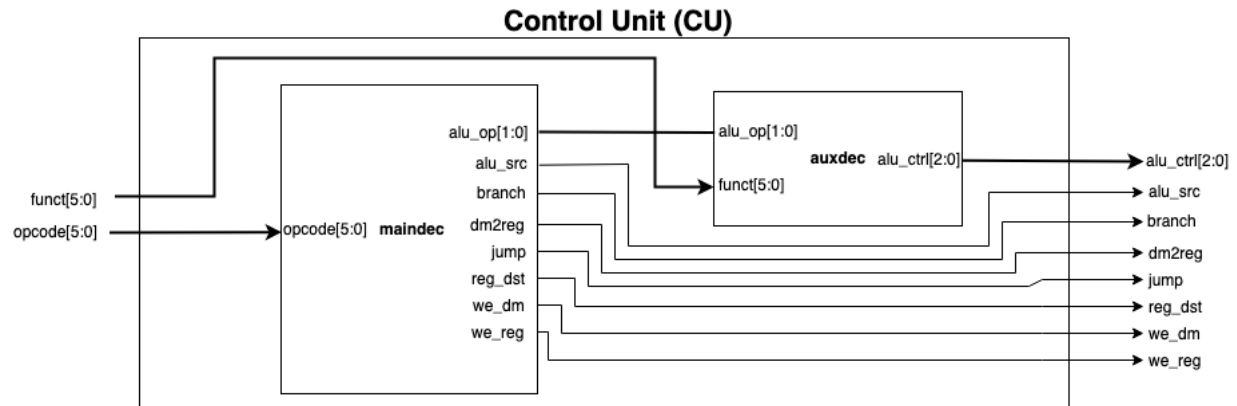 Control Unit (CU)
funct[5:0]
opcode[5:0]
opcode[5:0] maindec
alu_op[1:0]
alu_src
branch
dm2reg
jump
reg_dst
we_dm
we_reg
alu_op[1:0]
auxdec alu_ctrl[2:0]
funct[5:0]
alu_ctrl[2:0]
alu_src
branch
dm2reg
jump
reg_dst
we_dm
we_reg